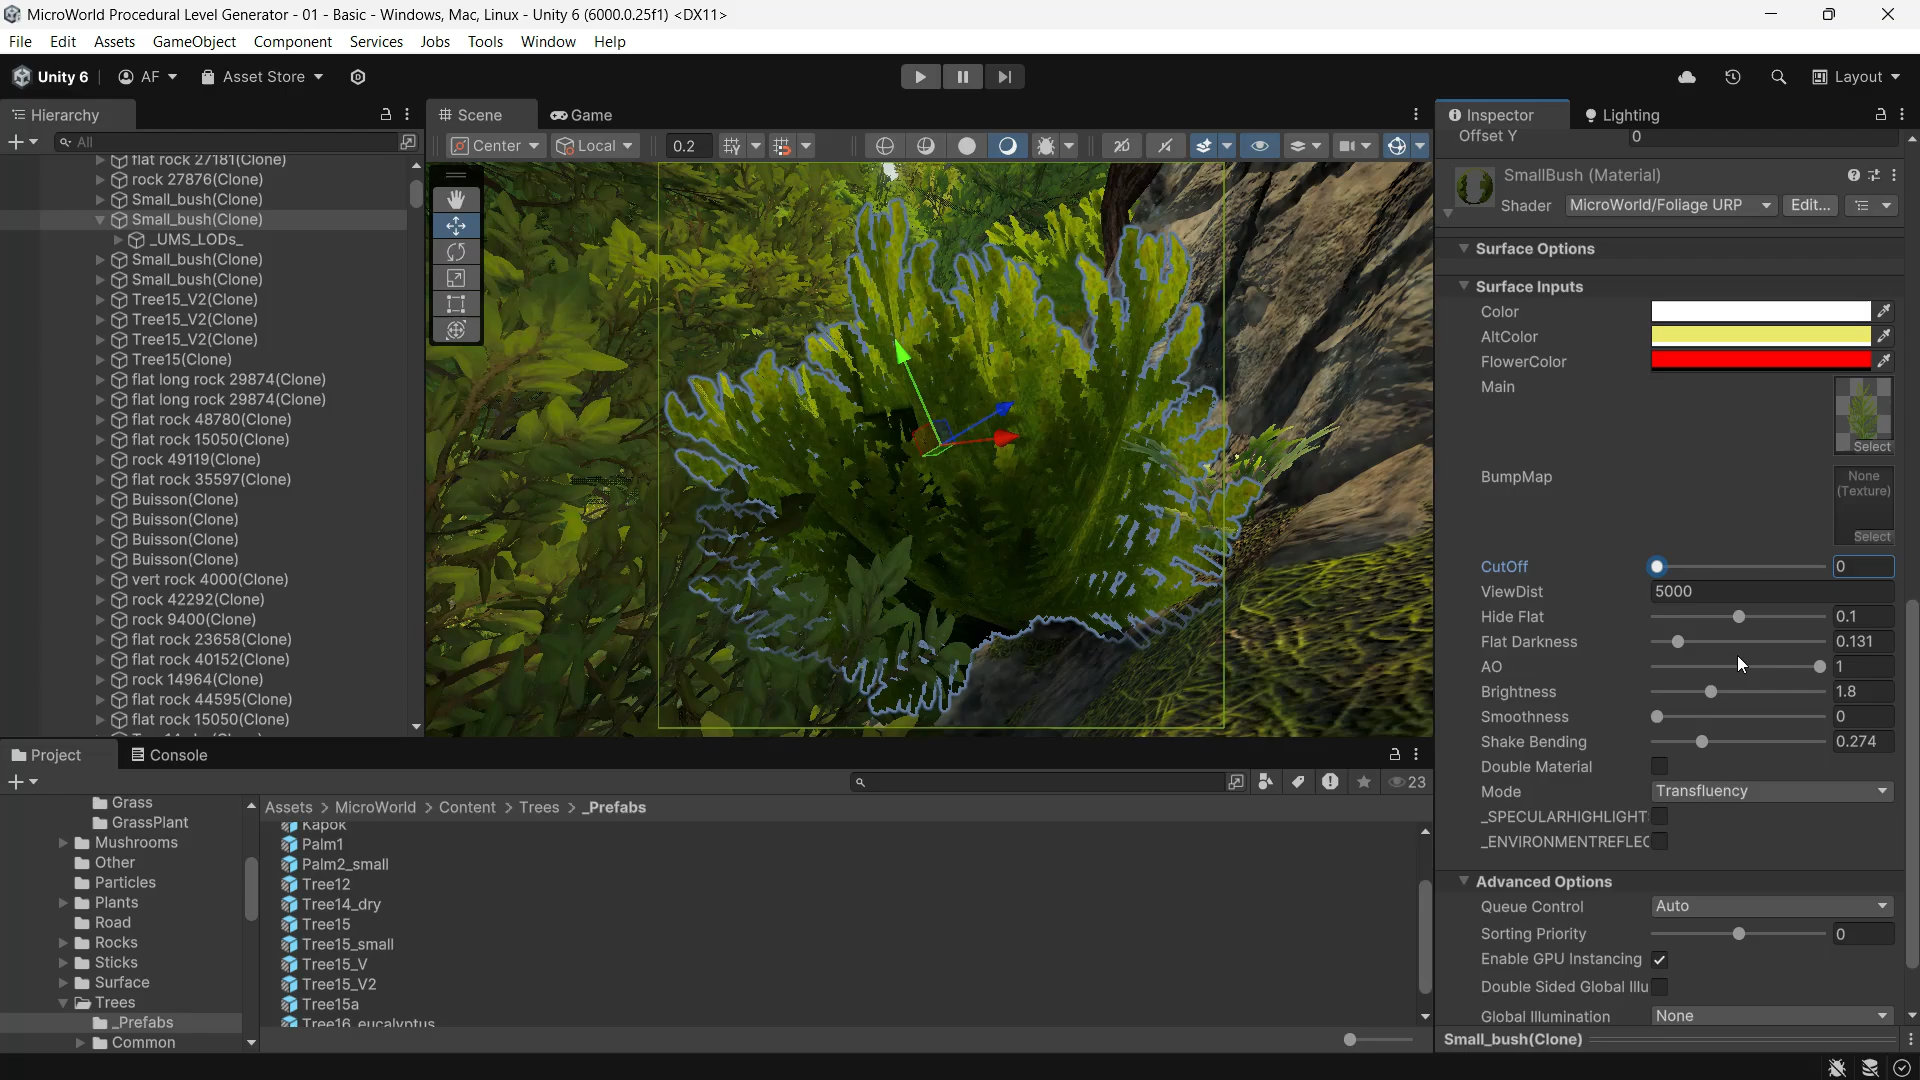 MicroWorld Procedural Level Generator - 01 - Basic - Windows, Mac, Linux - Unity 6 (6000.0.25f1) <DX11>
File Edit Assets GameObject Component Services Jobs Tools Window Help
Unity 6 AF Asset Store Layout
Hierarchy
All
flat rock 27181(Clone)
rock 27876(Clone)
Small_bush(Clone)
Small_bush(Clone)
_UMS_LODs_
Small_bush(Clone)
Small_bush(Clone)
Tree15_V2(Clone)
Tree15_V2(Clone)
Tree15_V2(Clone)
Tree15(Clone)
flat long rock 29874(Clone)
flat long rock 29874(Clone)
flat rock 48780(Clone)
flat rock 15050(Clone)
rock 49119(Clone)
flat rock 35597(Clone)
Buisson(Clone)
Buisson(Clone)
Buisson(Clone)
Buisson(Clone)
vert rock 4000(Clone)
rock 42292(Clone)
rock 9400(Clone)
flat rock 23658(Clone)
flat rock 40152(Clone)
rock 14964(Clone)
flat rock 44595(Clone)
flat rock 15050(Clone)
Scene Game
Center Local 0.2 2D
Inspector Lighting
Offset Y 0
SmallBush (Material)
Shader MicroWorld/Foliage URP Edit...
Surface Options
Surface Inputs
Color
AltColor
FlowerColor
Main
Select
BumpMap
None
(Texture)
Select
CutOff 0
ViewDist 5000
Hide Flat 0.1
Flat Darkness 0.131
AO 1
Brightness 1.8
Smoothness 0
Shake Bending 0.274
Double Material
Mode Transfluency
_SPECULARHIGHLIGHT
_ENVIRONMENTREFLEC
Advanced Options
Queue Control Auto
Sorting Priority 0
Enable GPU Instancing
Double Sided Global Illu
Global Illumination None
Small_bush(Clone)
Project Console
23
Grass
GrassPlant
Mushrooms
Other
Particles
Plants
Road
Rocks
Sticks
Surface
Trees
_Prefabs
Common
Assets > MicroWorld > Content > Trees > _Prefabs
Kapok
Palm1
Palm2_small
Tree12
Tree14_dry
Tree15
Tree15_small
Tree15_V
Tree15_V2
Tree15a
Tree16_eucalyptus